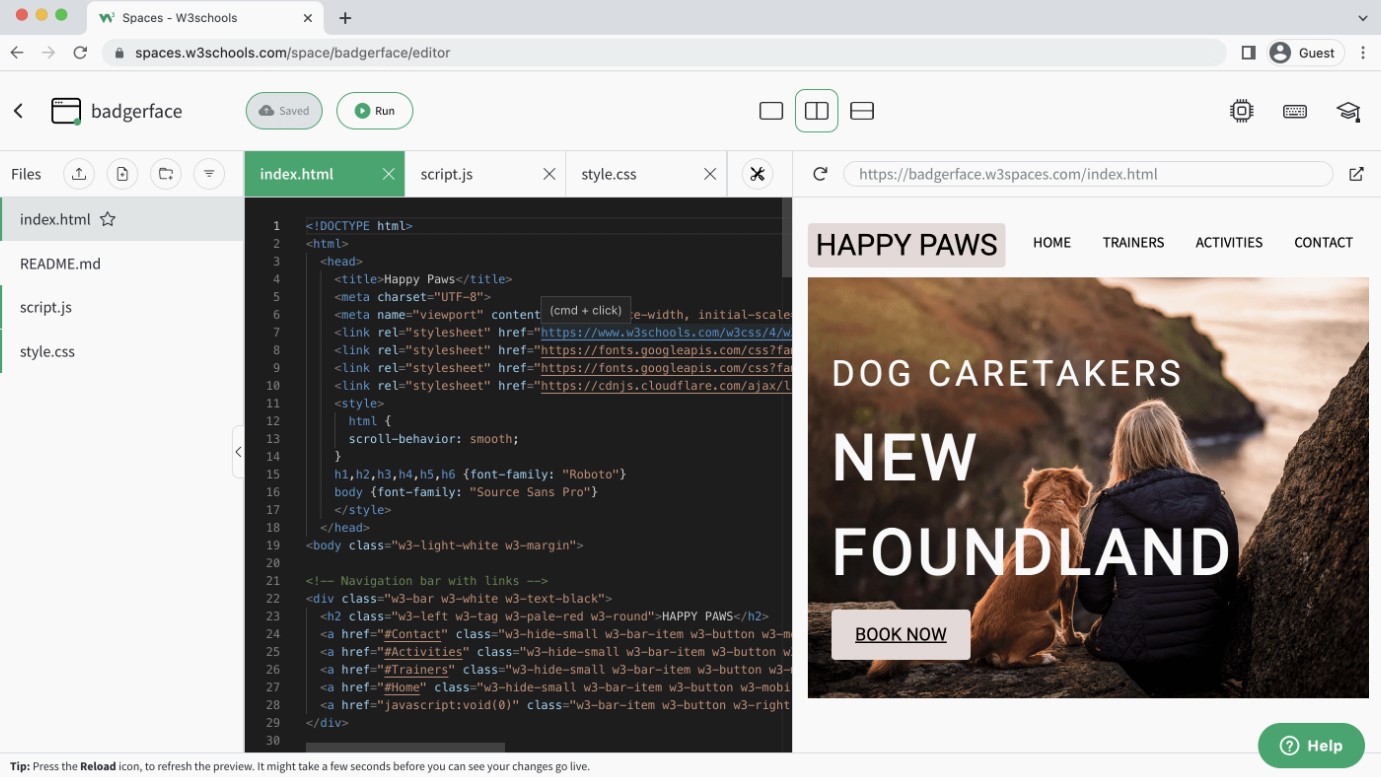 Spaces - W3schools
spaces.w3schools.com/space/badgerface/editor
Guest
badgerface
Saved
Run
Files
index.html
README.md
script.js
style.css
index.html
script.js
style.css
1 <!DOCTYPE html>
2 <html>
3 <head>
4 <title>Happy Paws</title>
5 <meta charset="UTF-8">
(cmd + click)
6 <meta name="viewport" content -width, initial-scale=
7 <link rel="stylesheet" href="https://www.w3schools.com/w3css/4/w
8 <link rel="stylesheet" href="https://fonts.googleapis.com/css?fa
9 <link rel="stylesheet" href="https://fonts.googleapis.com/css?fa
10 <link rel="stylesheet" href="https://cdnjs.cloudflare.com/ajax/l
11 <style>
12 html {
13 scroll-behavior: smooth;
14 }
15 h1,h2,h3,h4,h5,h6 {font-family: "Roboto"}
16 body {font-family: "Source Sans Pro"}
17 </style>
18 </head>
19 <body class="w3-light-white w3-margin">
20
21 <!-- Navigation bar with links -->
22 <div class="w3-bar w3-white w3-text-black">
23 <h2 class="w3-left w3-tag w3-pale-red w3-round">HAPPY PAWS</h2>
24 <a href="#Contact" class="w3-hide-small w3-bar-item w3-button w3-m
25 <a href="#Activities" class="w3-hide-small w3-bar-item w3-button w
26 <a href="#Trainers" class="w3-hide-small w3-bar-item w3-button w3-
27 <a href="#Home" class="w3-hide-small w3-bar-item w3-button w3-mobi
28 <a href="javascript:void(0)" class="w3-bar-item w3-button w3-right
29 </div>
30
https://badgerface.w3spaces.com/index.html
HAPPY PAWS
HOME TRAINERS ACTIVITIES CONTACT
DOG CARETAKERS
NEW
FOUNDLAND
BOOK NOW
Help
Tip: Press the Reload icon, to refresh the preview. It might take a few seconds before you can see your changes go live.